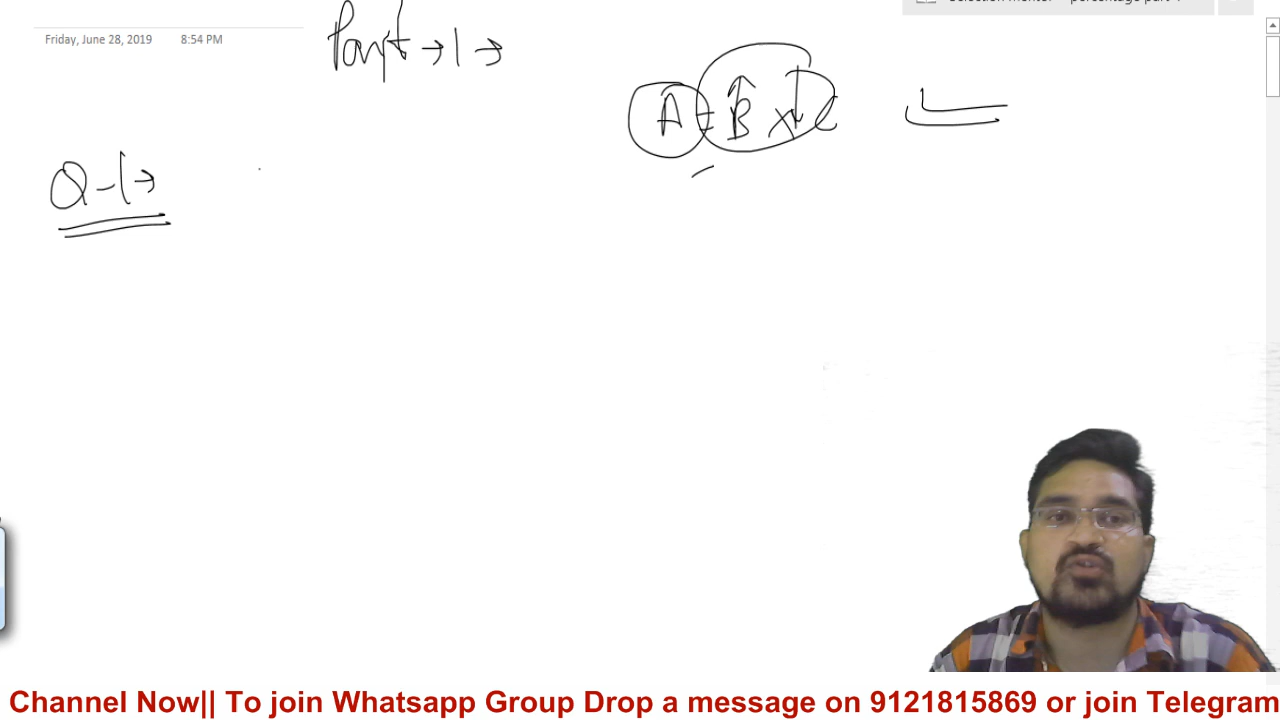 Friday, June 28, 2019 8:54 PM
Part → 1 →
A = B × C
Q-1 →
Channel Now|| To join Whatsapp Group Drop a message on 9121815869 or join Telegram